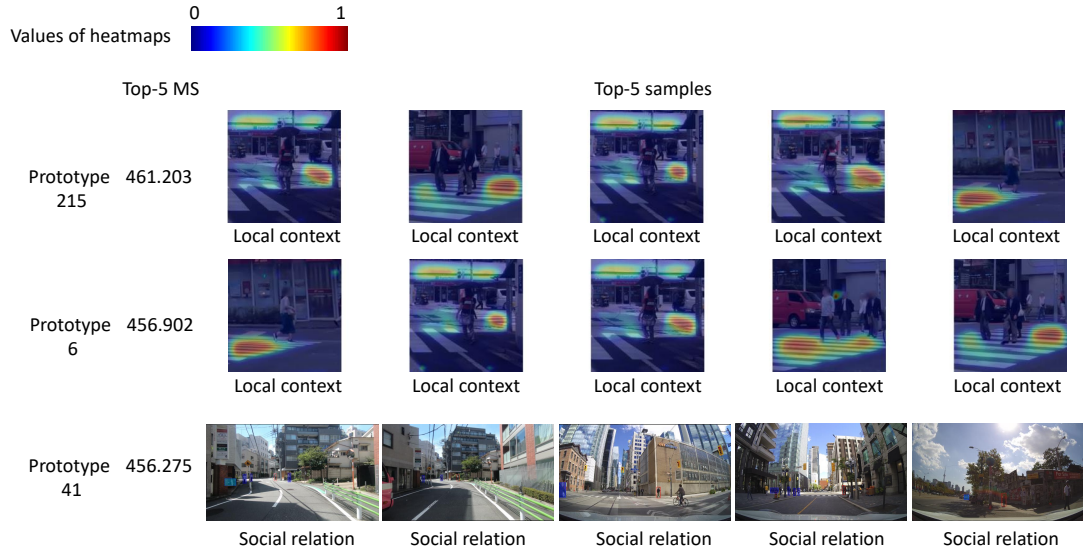 0 1
Values of heatmaps
Top-5 MS Top-5 samples
Prototype 461.203
215
Local context Local context Local context Local context Local context
Prototype 456.902
6
Local context Local context Local context Local context Local context
Prototype 456.275
41
Social relation Social relation Social relation Social relation Social relation